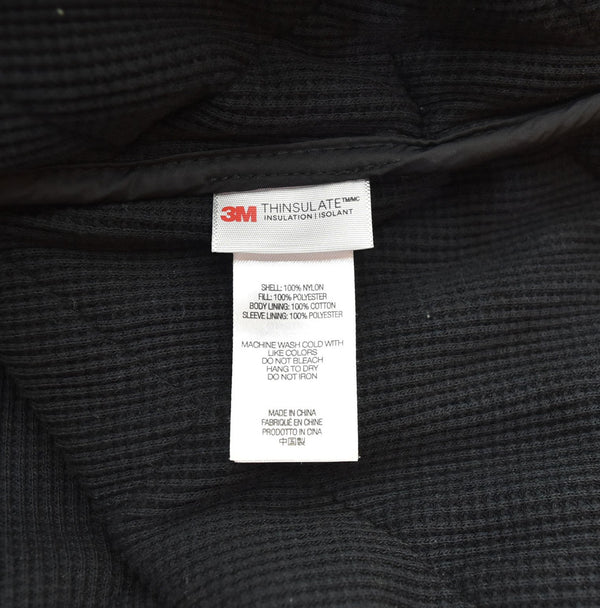 3M THINSULATE™/MC
INSULATION | ISOLANT
SHELL: 100% NYLON
FILL: 100% POLYESTER
BODY LINING: 100% COTTON
SLEEVE LINING: 100% POLYESTER
MACHINE WASH COLD WITH
LIKE COLORS
DO NOT BLEACH
HANG TO DRY
DO NOT IRON
MADE IN CHINA
FABRIQUÉ EN CHINE
PRODOTTO IN CINA
中国製